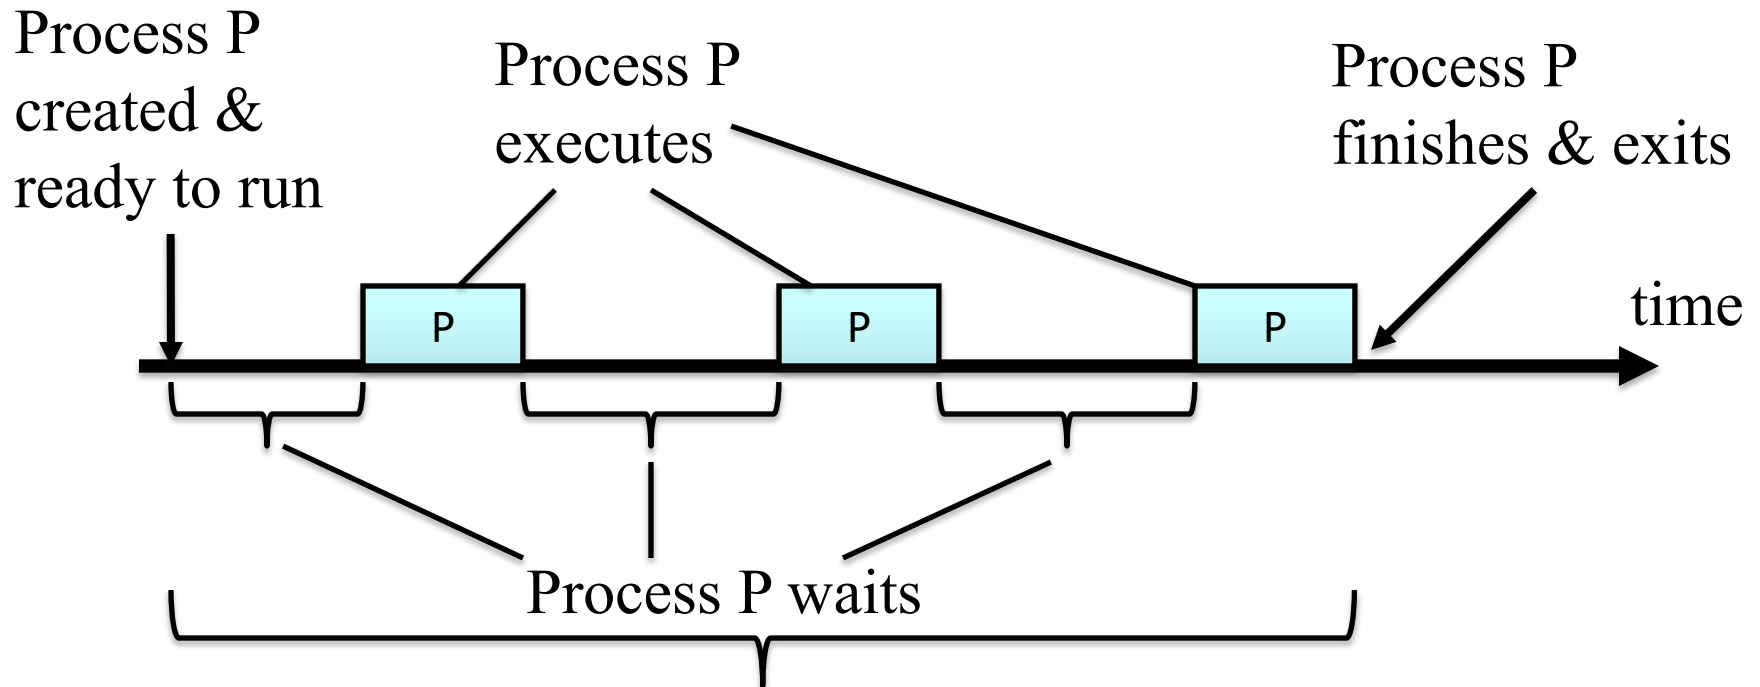 Process P
created &
ready to run
Process P
executes
Process P
finishes & exits
time
P
P
P
Process P waits